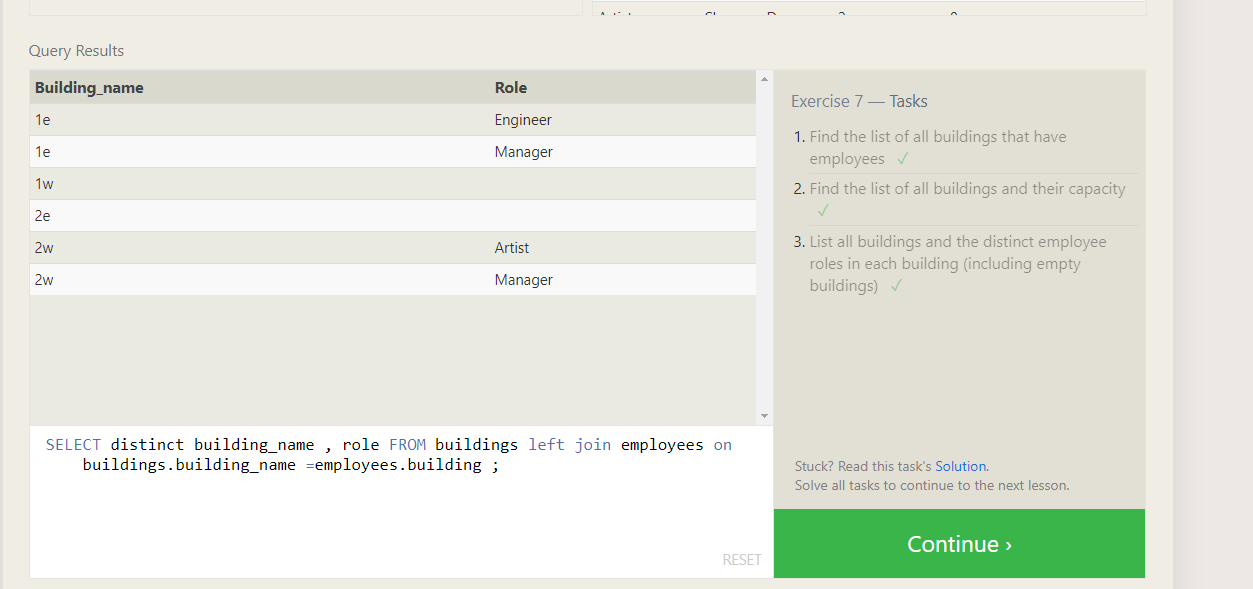 Query Results
Building_name Role
1e Engineer
1e Manager
1w
2e
2w Artist
2w Manager
SELECT distinct building_name , role FROM buildings left join employees on
buildings.building_name =employees.building ;
RESET
Exercise 7 — Tasks
1. Find the list of all buildings that have
employees ✓
2. Find the list of all buildings and their capacity
✓
3. List all buildings and the distinct employee
roles in each building (including empty
buildings) ✓
Stuck? Read this task's Solution.
Solve all tasks to continue to the next lesson.
Continue ›